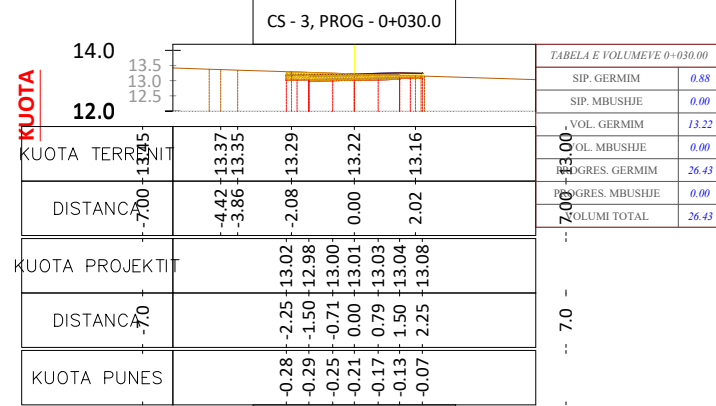 CS - 3, PROG - 0+030.0
KUOTA
14.0
13.5
13.0
12.5
12.0
TABELA E VOLUMEVE 0+030.00
SIP. GERMIM 0.88
SIP. MBUSHJE 0.00
VOL. GERMIM 13.22
VOL. MBUSHJE 0.00
PROGRES. GERMIM 26.43
PROGRES. MBUSHJE 0.00
VOLUMI TOTAL 26.43
KUOTA TERRENIT 13.45 13.37 13.35 13.29 13.22 13.16 13.00
DISTANCA -7.00 -4.42 -3.86 -2.08 0.00 2.02 7.00
KUOTA PROJEKTIT 13.02 12.98 13.00 13.01 13.03 13.04 13.08
DISTANCA -7.0 -2.25 -1.50 -0.71 0.00 0.79 1.50 2.25 7.0
KUOTA PUNES -0.28 -0.29 -0.25 -0.21 -0.17 -0.13 -0.07